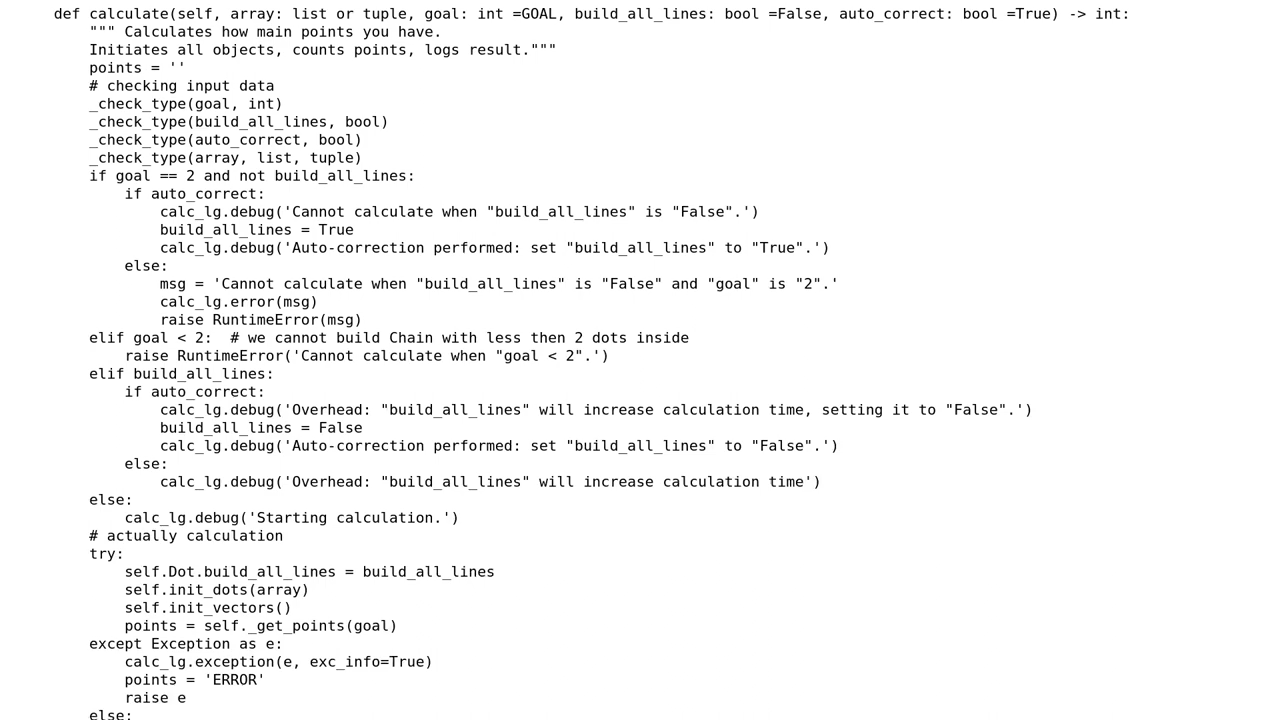 def calculate(self, array: list or tuple, goal: int =GOAL, build_all_lines: bool =False, auto_correct: bool =True) -> int:
""" Calculates how main points you have.
Initiates all objects, counts points, logs result."""
points = ''
# checking input data
_check_type(goal, int)
_check_type(build_all_lines, bool)
_check_type(auto_correct, bool)
_check_type(array, list, tuple)
if goal == 2 and not build_all_lines:
if auto_correct:
calc_lg.debug('Cannot calculate when "build_all_lines" is "False".')
build_all_lines = True
calc_lg.debug('Auto-correction performed: set "build_all_lines" to "True".')
else:
msg = 'Cannot calculate when "build_all_lines" is "False" and "goal" is "2".'
calc_lg.error(msg)
raise RuntimeError(msg)
elif goal < 2:  # we cannot build Chain with less then 2 dots inside
raise RuntimeError('Cannot calculate when "goal < 2".')
elif build_all_lines:
if auto_correct:
calc_lg.debug('Overhead: "build_all_lines" will increase calculation time, setting it to "False".')
build_all_lines = False
calc_lg.debug('Auto-correction performed: set "build_all_lines" to "False".')
else:
calc_lg.debug('Overhead: "build_all_lines" will increase calculation time')
else:
calc_lg.debug('Starting calculation.')
# actually calculation
try:
self.Dot.build_all_lines = build_all_lines
self.init_dots(array)
self.init_vectors()
points = self._get_points(goal)
except Exception as e:
calc_lg.exception(e, exc_info=True)
points = 'ERROR'
raise e
else: